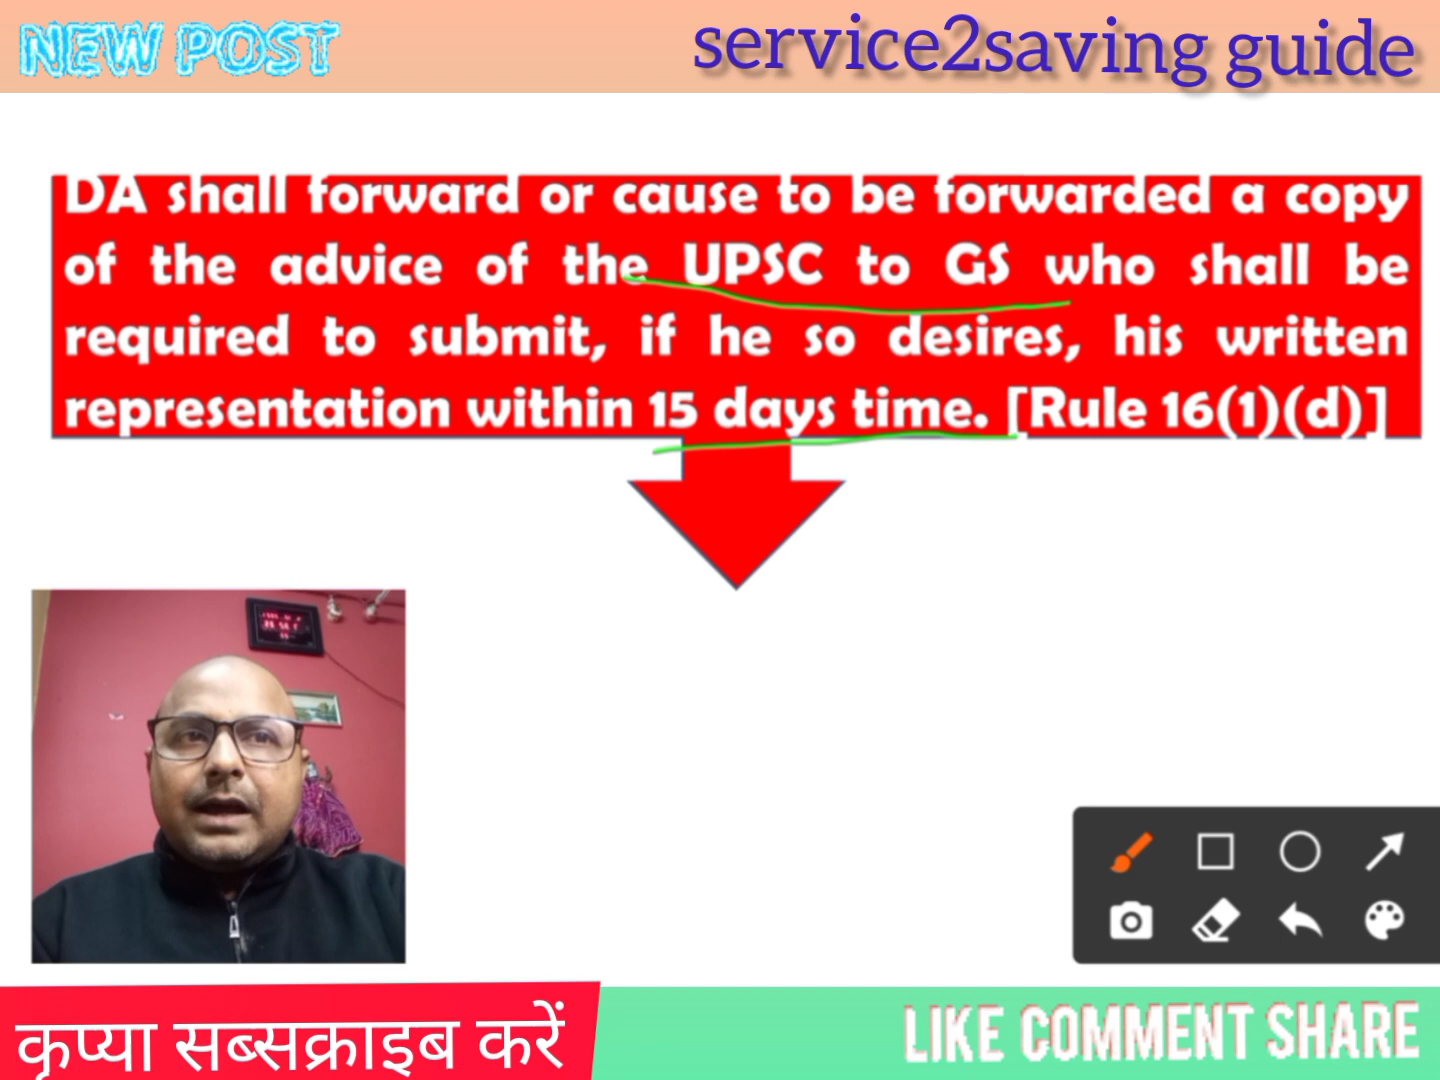 NEW POST
service2saving guide
DA shall forward or cause to be forwarded a copy
of the advice of the UPSC to GS who shall be
required to submit, if he so desires, his written
representation within 15 days time. [Rule 16(1)(d)]
कृप्या सब्सक्राइब करें
LIKE COMMENT SHARE